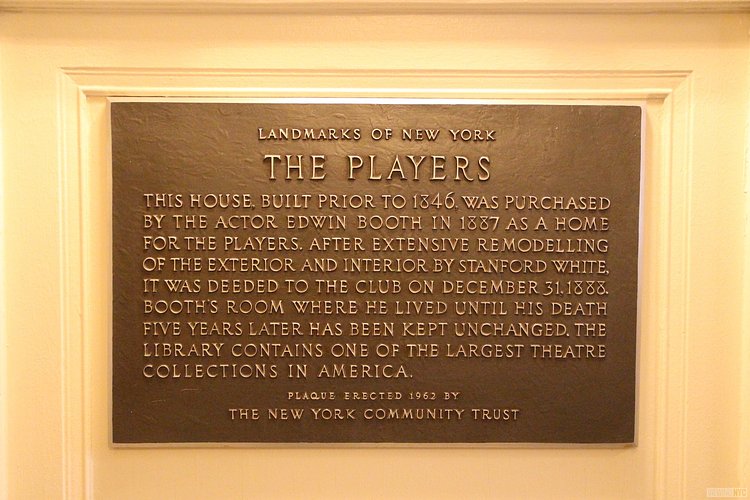 LANDMARKS OF NEW YORK
THE PLAYERS
THIS HOUSE, BUILT PRIOR TO 1846, WAS PURCHASED
BY THE ACTOR EDWIN BOOTH IN 1887 AS A HOME
FOR THE PLAYERS. AFTER EXTENSIVE REMODELLING
OF THE EXTERIOR AND INTERIOR BY STANFORD WHITE,
IT WAS DEEDED TO THE CLUB ON DECEMBER 31, 1888.
BOOTH'S ROOM WHERE HE LIVED UNTIL HIS DEATH
FIVE YEARS LATER HAS BEEN KEPT UNCHANGED. THE
LIBRARY CONTAINS ONE OF THE LARGEST THEATRE
COLLECTIONS IN AMERICA.
PLAQUE ERECTED 1962 BY
THE NEW YORK COMMUNITY TRUST